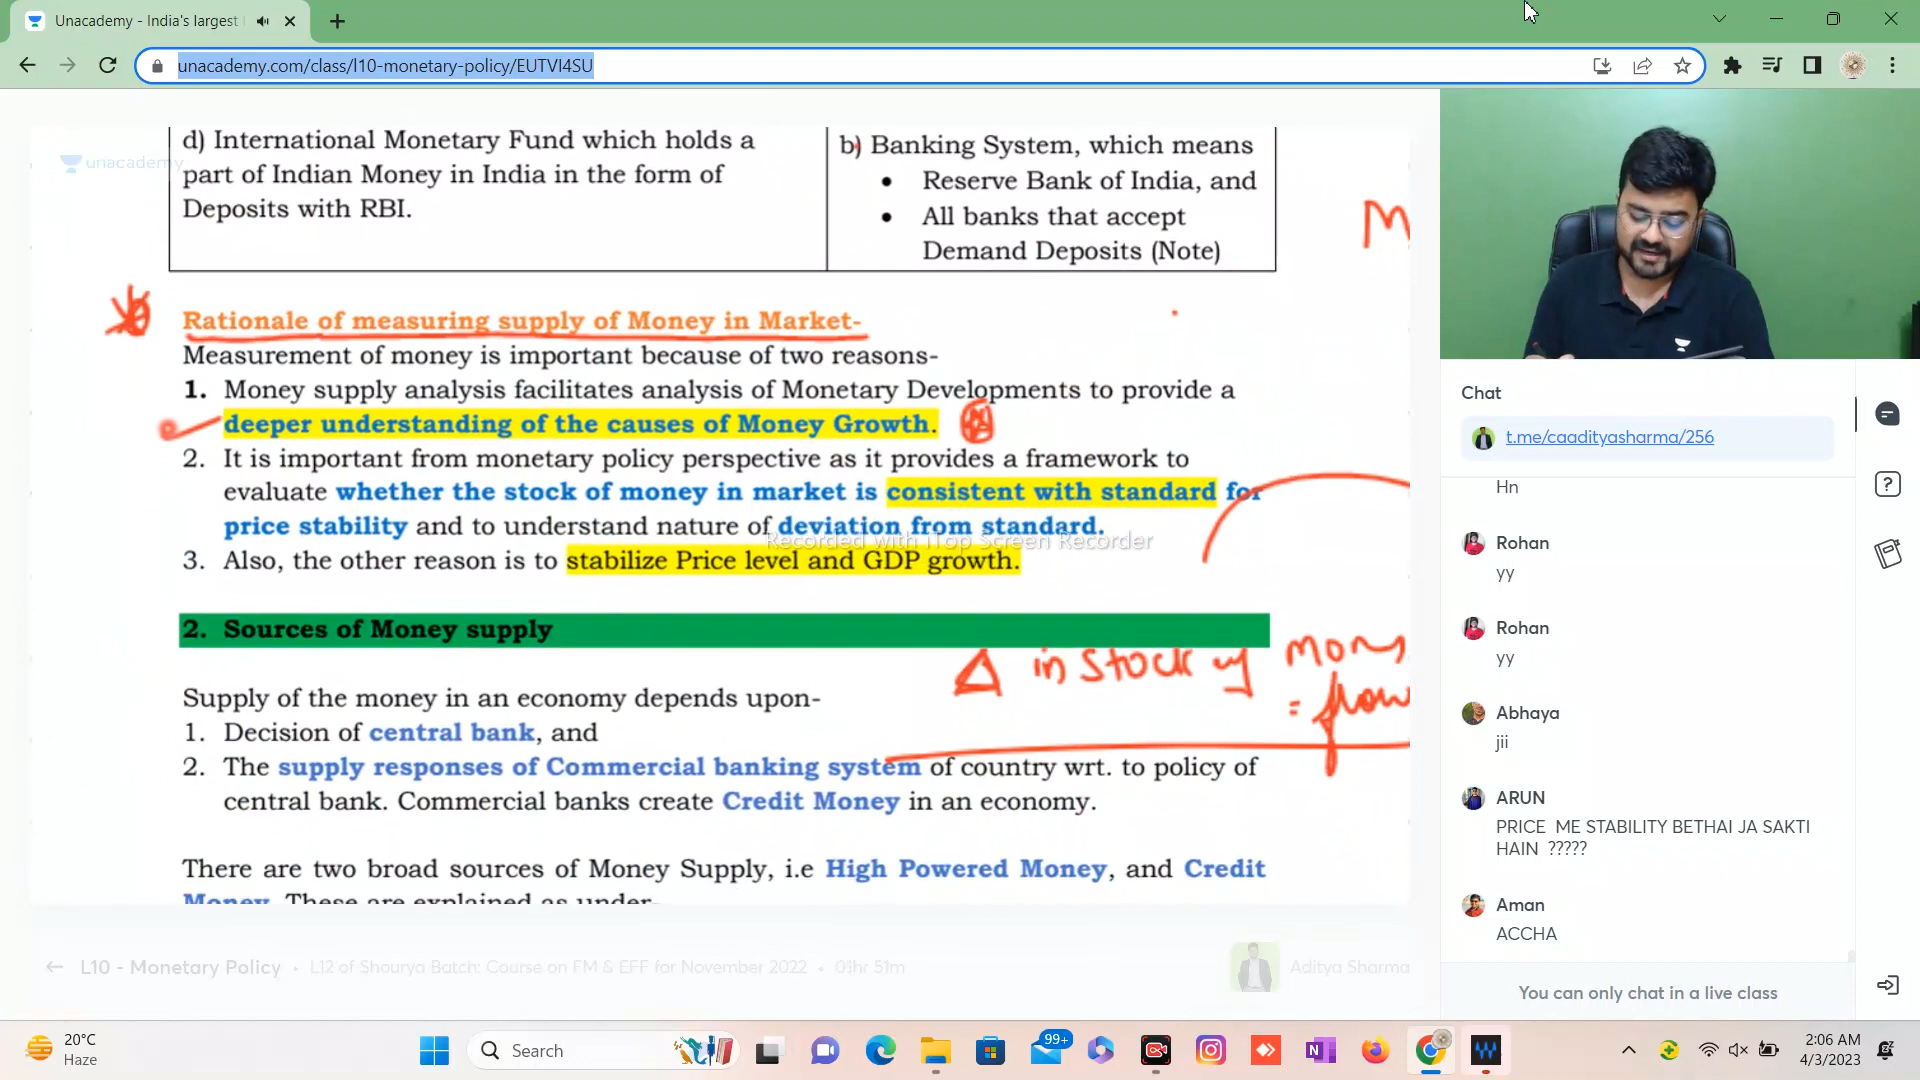 Unacademy - India's largest
unacademy.com/class/l10-monetary-policy/EUTVI4SU
unacademy
d) International Monetary Fund which holds a
part of Indian Money in India in the form of
Deposits with RBI.
b) Banking System, which means
• Reserve Bank of India, and
• All banks that accept
Demand Deposits (Note)
M
Rationale of measuring supply of Money in Market-
Measurement of money is important because of two reasons-
1. Money supply analysis facilitates analysis of Monetary Developments to provide a
deeper understanding of the causes of Money Growth.
2. It is important from monetary policy perspective as it provides a framework to
evaluate whether the stock of money in market is consistent with standard for
price stability and to understand nature of deviation from standard.
Recorded with iTop Screen Recorder
3. Also, the other reason is to stabilize Price level and GDP growth.
2. Sources of Money supply
Δ in stock of mon
= flow
Supply of the money in an economy depends upon-
1. Decision of central bank, and
2. The supply responses of Commercial banking system of country wrt. to policy of
central bank. Commercial banks create Credit Money in an economy.
There are two broad sources of Money Supply, i.e High Powered Money, and Credit
Money. These are explained as under-
L10 - Monetary Policy • L12 of Shourya Batch: Course on FM & EFF for November 2022 • 01hr 51m
Aditya Sharma
Chat
t.me/caadityasharma/256
Hn
Rohan
yy
Rohan
yy
Abhaya
jii
ARUN
PRICE ME STABILITY BETHAI JA SAKTI
HAIN ?????
Aman
ACCHA
You can only chat in a live class
20°C
Haze
Search
99+
2:06 AM
4/3/2023